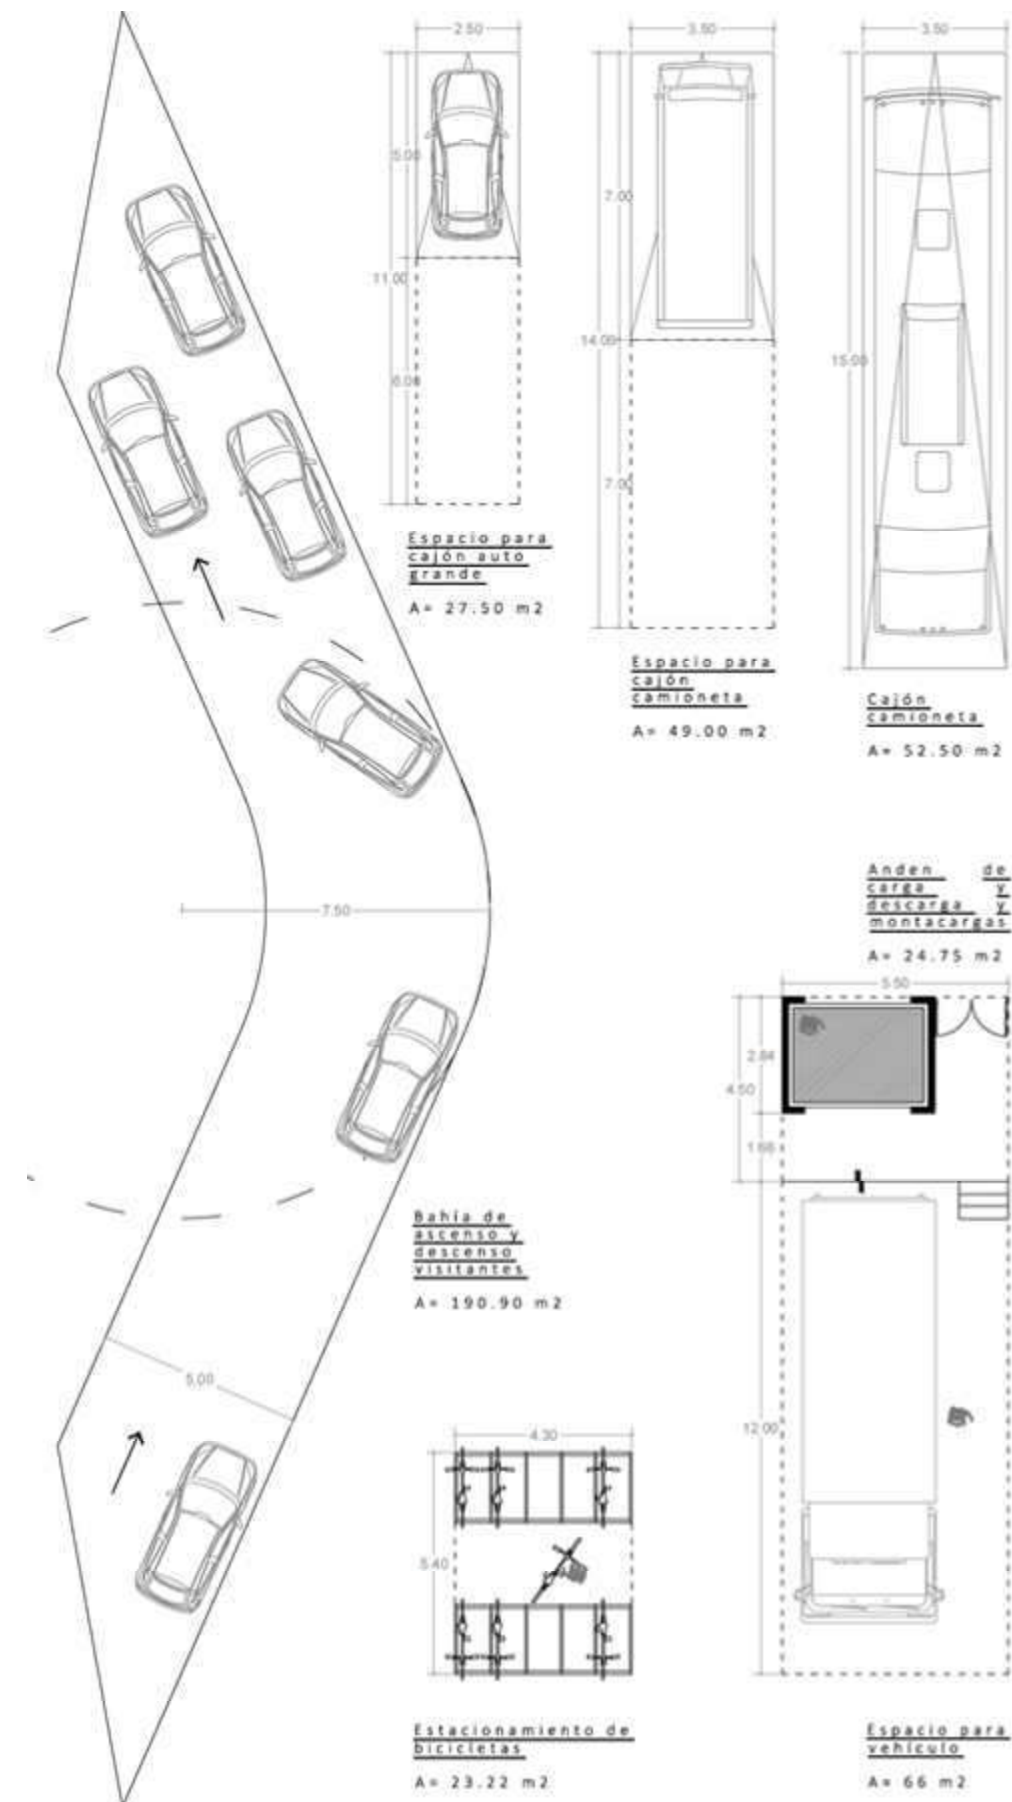 2.50
3.50
3.50
5.00
7.00
11.00
14.00
15.00
6.00
7.00
Espacio para
cajón auto
grande
A= 27.50 m2
Espacio para
cajón
camioneta
A= 49.00 m2
Cajón
camioneta
A= 52.50 m2
7.50
Anden de
carga y
descarga y
montacargas
A= 24.75 m2
5.50
2.84
4.50
1.66
Bahía de
ascenso y
descenso
visitantes
A= 190.90 m2
5.00
12.00
4.30
5.40
Estacionamiento de
bicicletas
A= 23.22 m2
Espacio para
vehículo
A= 66 m2